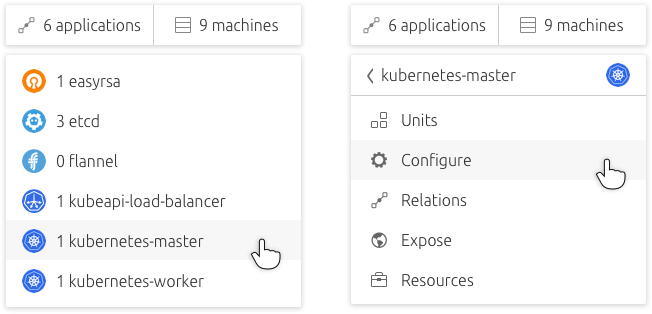 6 applications
9 machines
1 easyrsa
3 etcd
0 flannel
1 kubeapi-load-balancer
1 kubernetes-master
1 kubernetes-worker
6 applications
9 machines
kubernetes-master
Units
Configure
Relations
Expose
Resources